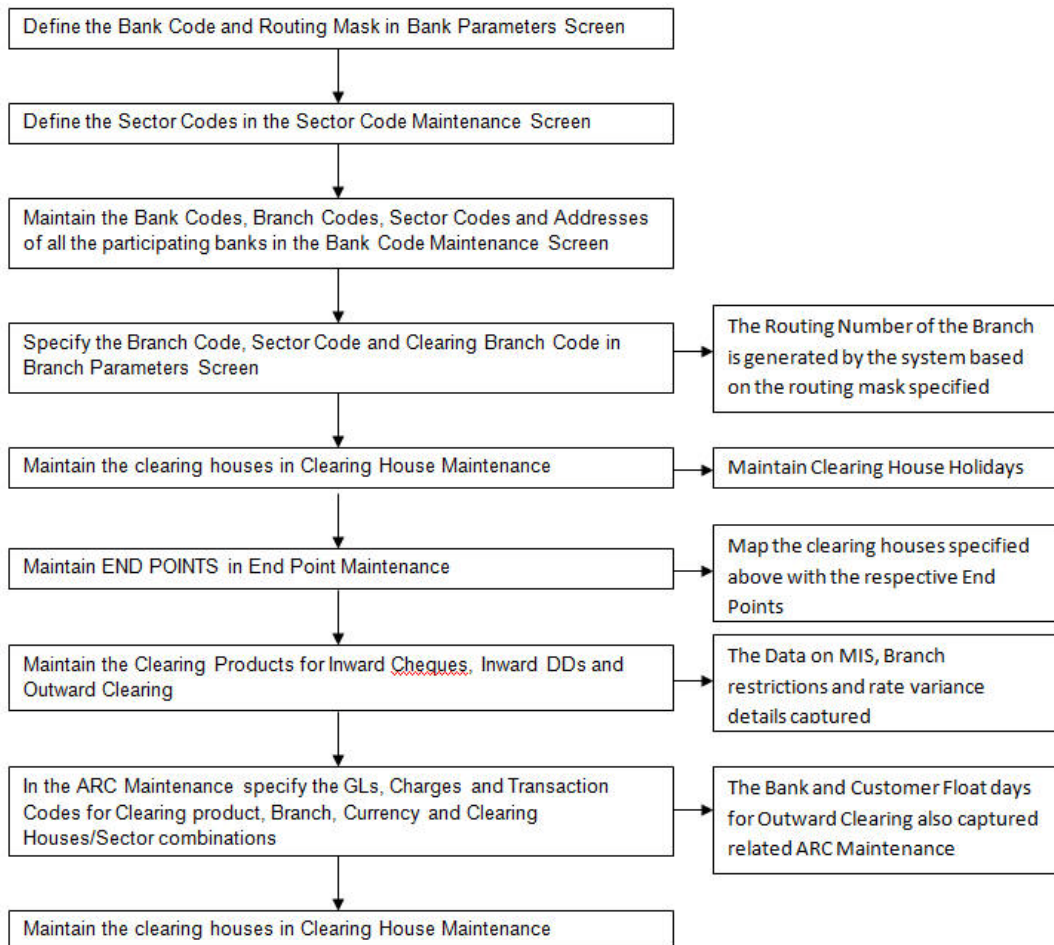 Define the Bank Code and Routing Mask in Bank Parameters Screen
Define the Sector Codes in the Sector Code Maintenance Screen
Maintain the Bank Codes, Branch Codes, Sector Codes and Addresses
of all the participating banks in the Bank Code Maintenance Screen
Specify the Branch Code, Sector Code and Clearing Branch Code in
Branch Parameters Screen
The Routing Number of the Branch
is generated by the system based
on the routing mask specified
Maintain the clearing houses in Clearing House Maintenance
Maintain Clearing House Holidays
Maintain END POINTS in End Point Maintenance
Map the clearing houses specified
above with the respective End
Points
Maintain the Clearing Products for Inward Cheques, Inward DDs and
Outward Clearing
The Data on MIS, Branch
restrictions and rate variance
details captured
In the ARC Maintenance specify the GLs, Charges and Transaction
Codes for Clearing product, Branch, Currency and Clearing
Houses/Sector combinations
The Bank and Customer Float days
for Outward Clearing also captured
related ARC Maintenance
Maintain the clearing houses in Clearing House Maintenance